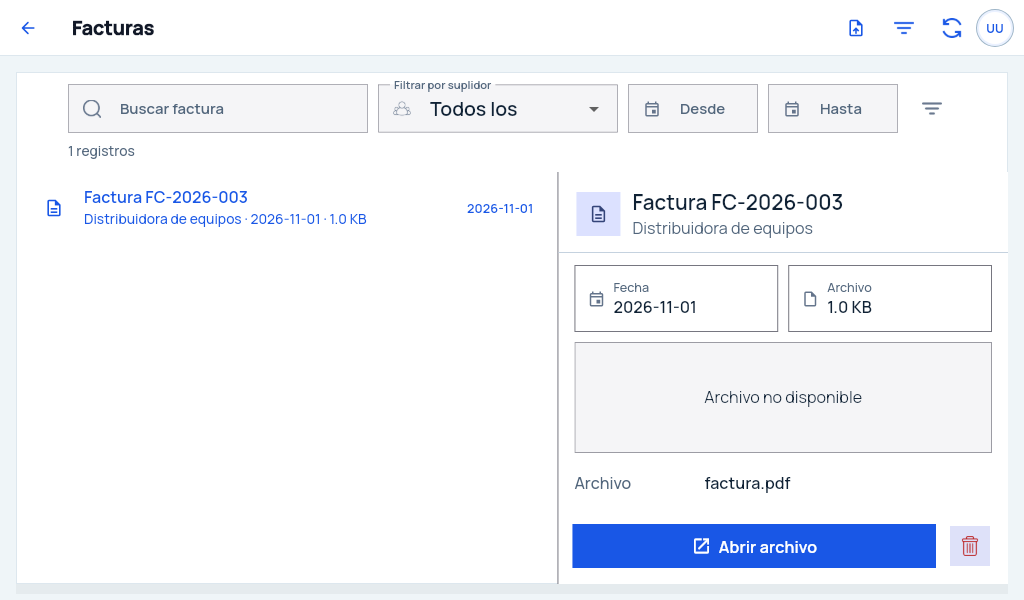 Facturas
UU
Buscar factura
Filtrar por suplidor
Todos los
Desde
Hasta
1 registros
Factura FC-2026-003
Distribuidora de equipos · 2026-11-01 · 1.0 KB
2026-11-01
Factura FC-2026-003
Distribuidora de equipos
Fecha
2026-11-01
Archivo
1.0 KB
Archivo no disponible
Archivo
factura.pdf
Abrir archivo